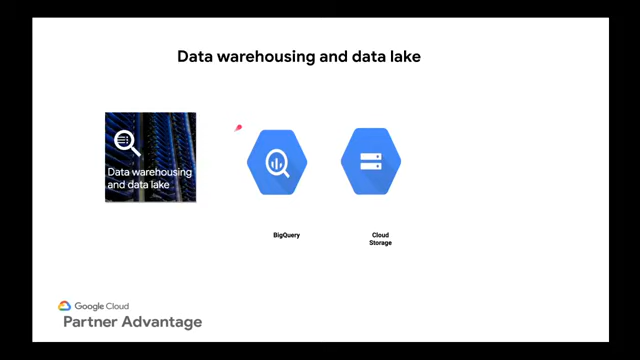 Data warehousing and data lake
Data warehousing
and data lake
BigQuery
Cloud
Storage
Google Cloud
Partner Advantage